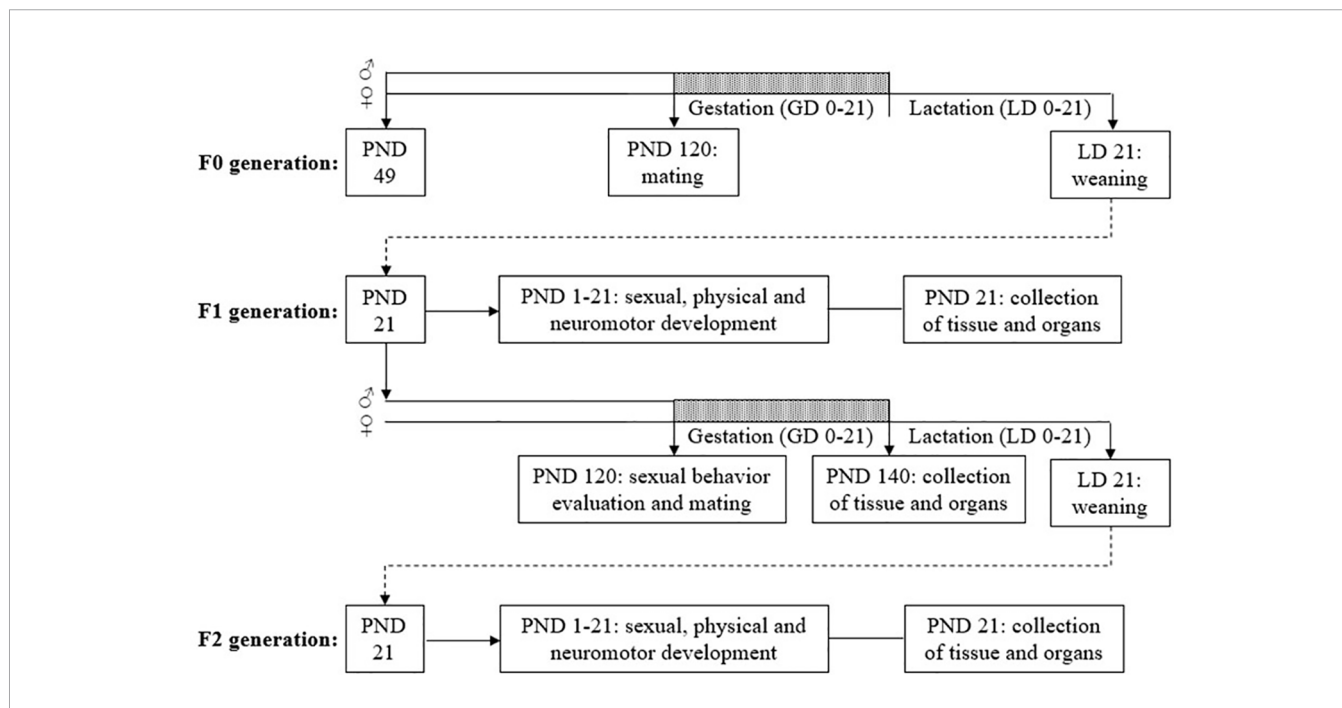 ♂
♀
Gestation (GD 0-21) Lactation (LD 0-21)
F0 generation:
PND
49
PND 120:
mating
LD 21:
weaning
F1 generation:
PND
21
PND 1-21: sexual, physical and
neuromotor development
PND 21: collection
of tissue and organs
♂
♀
Gestation (GD 0-21) Lactation (LD 0-21)
PND 120: sexual behavior
evaluation and mating
PND 140: collection
of tissue and organs
LD 21:
weaning
F2 generation:
PND
21
PND 1-21: sexual, physical and
neuromotor development
PND 21: collection
of tissue and organs